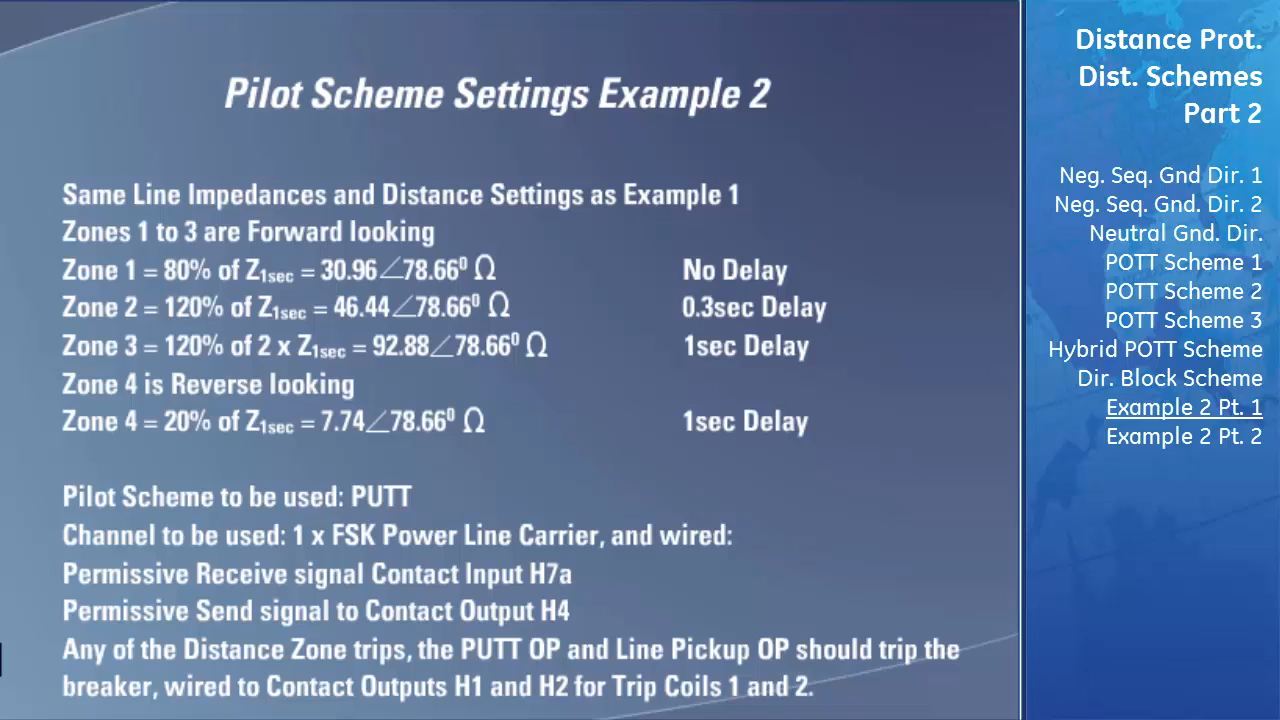 Pilot Scheme Settings Example 2
Same Line Impedances and Distance Settings as Example 1
Zones 1 to 3 are Forward looking
Zone 1 = 80% of Z1sec = 30.96∠78.66⁰ Ω No Delay
Zone 2 = 120% of Z1sec = 46.44∠78.66⁰ Ω 0.3sec Delay
Zone 3 = 120% of 2 x Z1sec = 92.88∠78.66⁰ Ω 1sec Delay
Zone 4 is Reverse looking
Zone 4 = 20% of Z1sec = 7.74∠78.66⁰ Ω 1sec Delay
Pilot Scheme to be used: PUTT
Channel to be used: 1 x FSK Power Line Carrier, and wired:
Permissive Receive signal Contact Input H7a
Permissive Send signal to Contact Output H4
Any of the Distance Zone trips, the PUTT OP and Line Pickup OP should trip the
breaker, wired to Contact Outputs H1 and H2 for Trip Coils 1 and 2.
Distance Prot.
Dist. Schemes
Part 2
Neg. Seq. Gnd Dir. 1
Neg. Seq. Gnd. Dir. 2
Neutral Gnd. Dir.
POTT Scheme 1
POTT Scheme 2
POTT Scheme 3
Hybrid POTT Scheme
Dir. Block Scheme
Example 2 Pt. 1
Example 2 Pt. 2